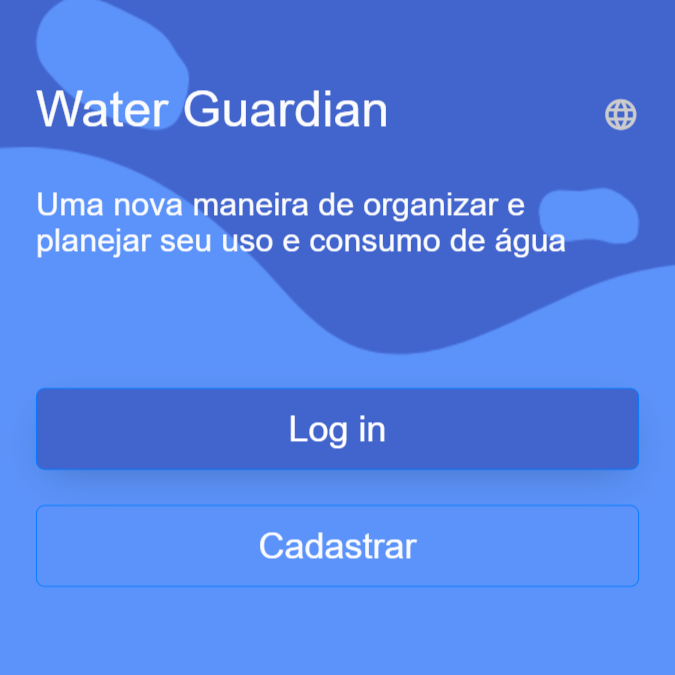 Water Guardian
Uma nova maneira de organizar e
planejar seu uso e consumo de água
Log in
Cadastrar